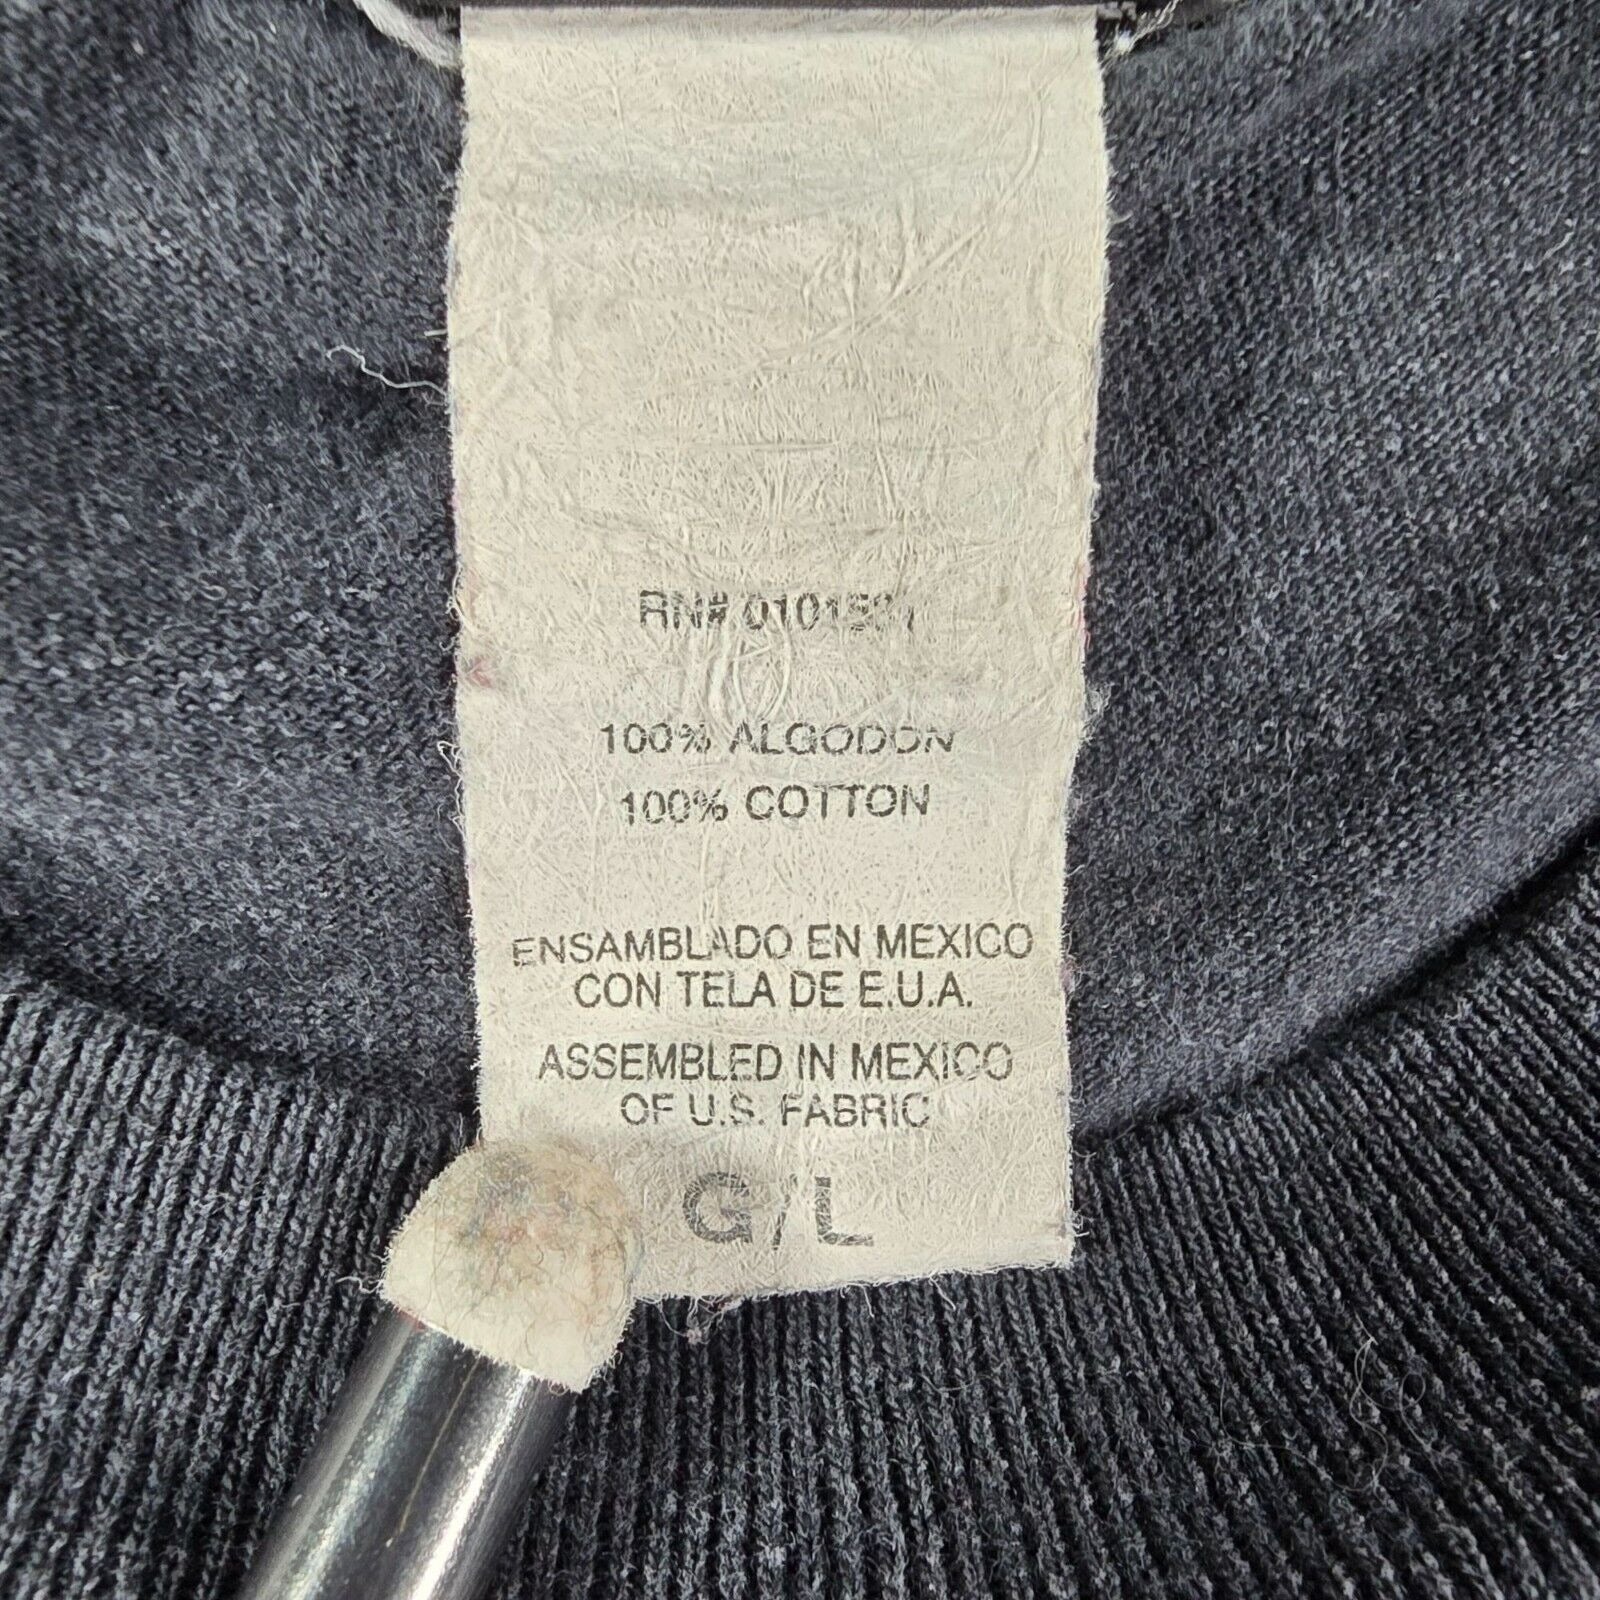 RN#
100% ALGODON
100% COTTON
ENSAMBLADO EN MEXICO
CON TELA DE E.U.A.
ASSEMBLED IN MEXICO
OF U.S. FABRIC
G/L